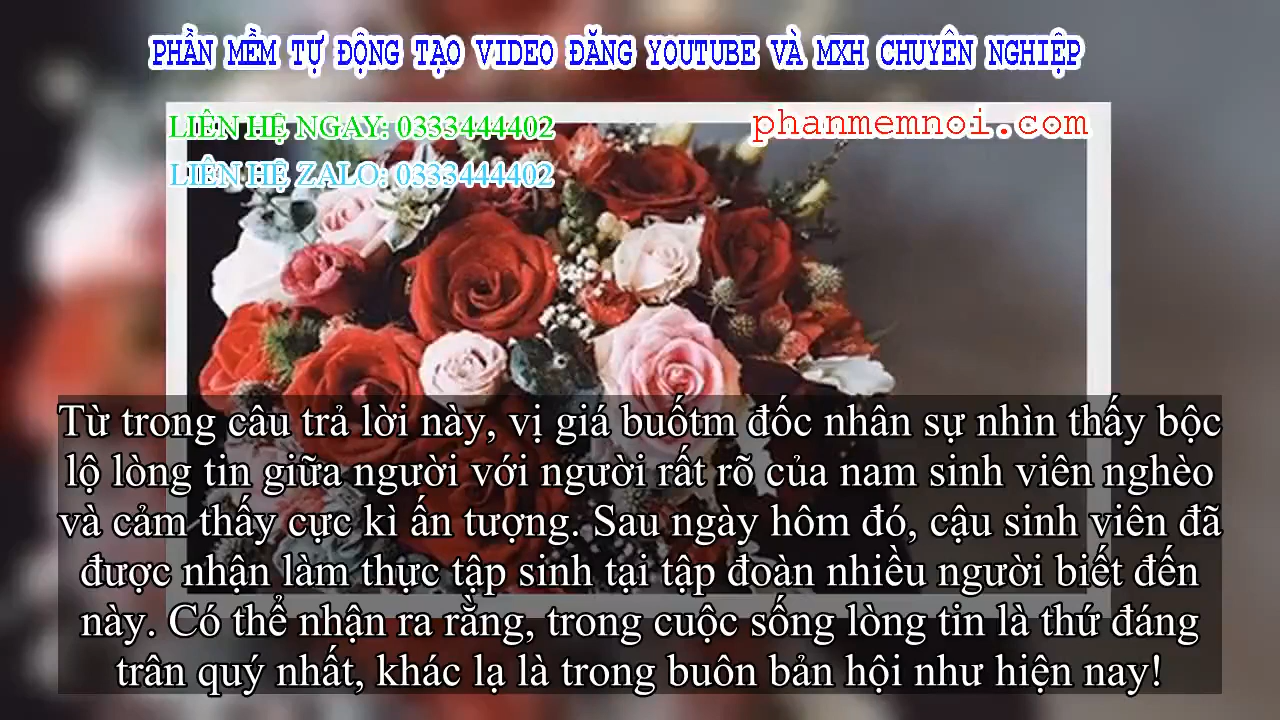 PHẦN MỀM TỰ ĐỘNG TẠO VIDEO ĐĂNG YOUTUBE VÀ MXH CHUYÊN NGHIỆP
LIÊN HỆ NGAY: 0333444402
phanmemnoi.com
LIÊN HỆ ZALO: 0333444402
Từ trong câu trả lời này, vị giá buốtm đốc nhân sự nhìn thấy bộc
lộ lòng tin giữa người với người rất rõ của nam sinh viên nghèo
và cảm thấy cực kì ấn tượng. Sau ngày hôm đó, cậu sinh viên đã
được nhận làm thực tập sinh tại tập đoàn nhiều người biết đến
này. Có thể nhận ra rằng, trong cuộc sống lòng tin là thứ đáng
trân quý nhất, khác lạ là trong buôn bản hội như hiện nay!